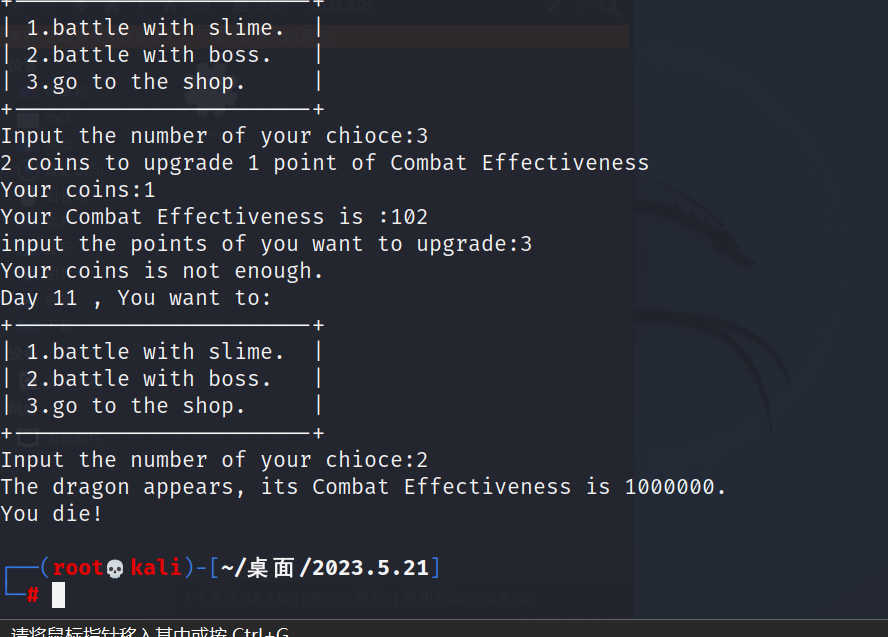 | 1.battle with slime.  |
| 2.battle with boss.   |
| 3.go to the shop.     |
+-----------------------+
Input the number of your chioce:3
2 coins to upgrade 1 point of Combat Effectiveness
Your coins:1
Your Combat Effectiveness is :102
input the points of you want to upgrade:3
Your coins is not enough.
Day 11 , You want to:
+-----------------------+
| 1.battle with slime.  |
| 2.battle with boss.   |
| 3.go to the shop.     |
+-----------------------+
Input the number of your chioce:2
The dragon appears, its Combat Effectiveness is 1000000.
You die!
┌──(root💀kali)-[~/桌面/2023.5.21]
└─#
请将鼠标指针移入其中或按 Ctrl+G